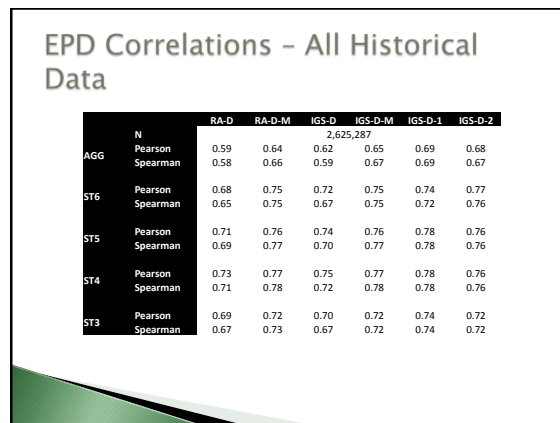 EPD Correlations – All Historical
Data
RA-D RA-D-M IGS-D IGS-D-M IGS-D-1 IGS-D-2
N 2,625,287
AGG
Pearson 0.59 0.64 0.62 0.65 0.69 0.68
Spearman 0.58 0.66 0.59 0.67 0.69 0.67
ST6
Pearson 0.68 0.75 0.72 0.75 0.74 0.77
Spearman 0.65 0.75 0.67 0.75 0.72 0.76
ST5
Pearson 0.71 0.76 0.74 0.76 0.78 0.76
Spearman 0.69 0.77 0.70 0.77 0.78 0.76
ST4
Pearson 0.73 0.77 0.75 0.77 0.78 0.76
Spearman 0.71 0.78 0.72 0.78 0.78 0.76
ST3
Pearson 0.69 0.72 0.70 0.72 0.74 0.72
Spearman 0.67 0.73 0.67 0.72 0.74 0.72